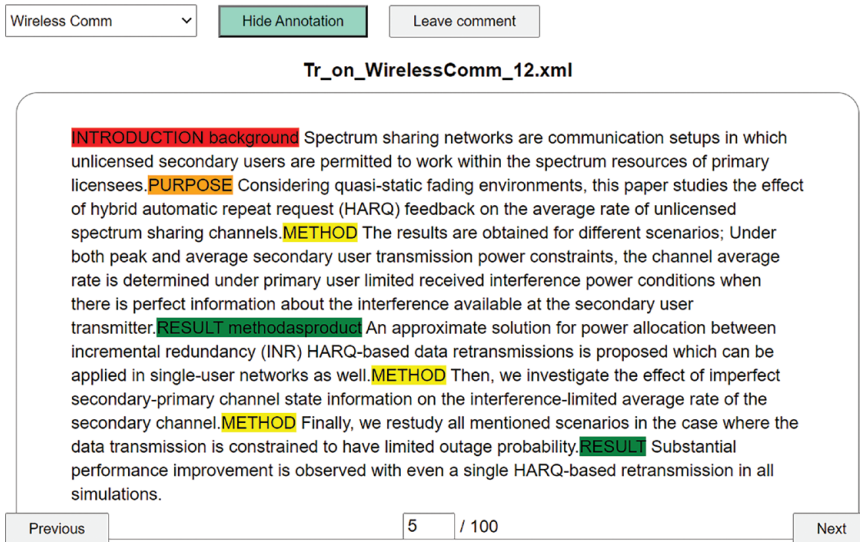 Wireless Comm
Hide Annotation
Leave comment
Tr_on_WirelessComm_12.xml
INTRODUCTION background Spectrum sharing networks are communication setups in which
unlicensed secondary users are permitted to work within the spectrum resources of primary
licensees.PURPOSE Considering quasi-static fading environments, this paper studies the effect
of hybrid automatic repeat request (HARQ) feedback on the average rate of unlicensed
spectrum sharing channels.METHOD The results are obtained for different scenarios; Under
both peak and average secondary user transmission power constraints, the channel average
rate is determined under primary user limited received interference power conditions when
there is perfect information about the interference available at the secondary user
transmitter.RESULT methodasproduct An approximate solution for power allocation between
incremental redundancy (INR) HARQ-based data retransmissions is proposed which can be
applied in single-user networks as well.METHOD Then, we investigate the effect of imperfect
secondary-primary channel state information on the interference-limited average rate of the
secondary channel.METHOD Finally, we restudy all mentioned scenarios in the case where the
data transmission is constrained to have limited outage probability.RESULT Substantial
performance improvement is observed with even a single HARQ-based retransmission in all
simulations.
Previous
5 / 100
Next